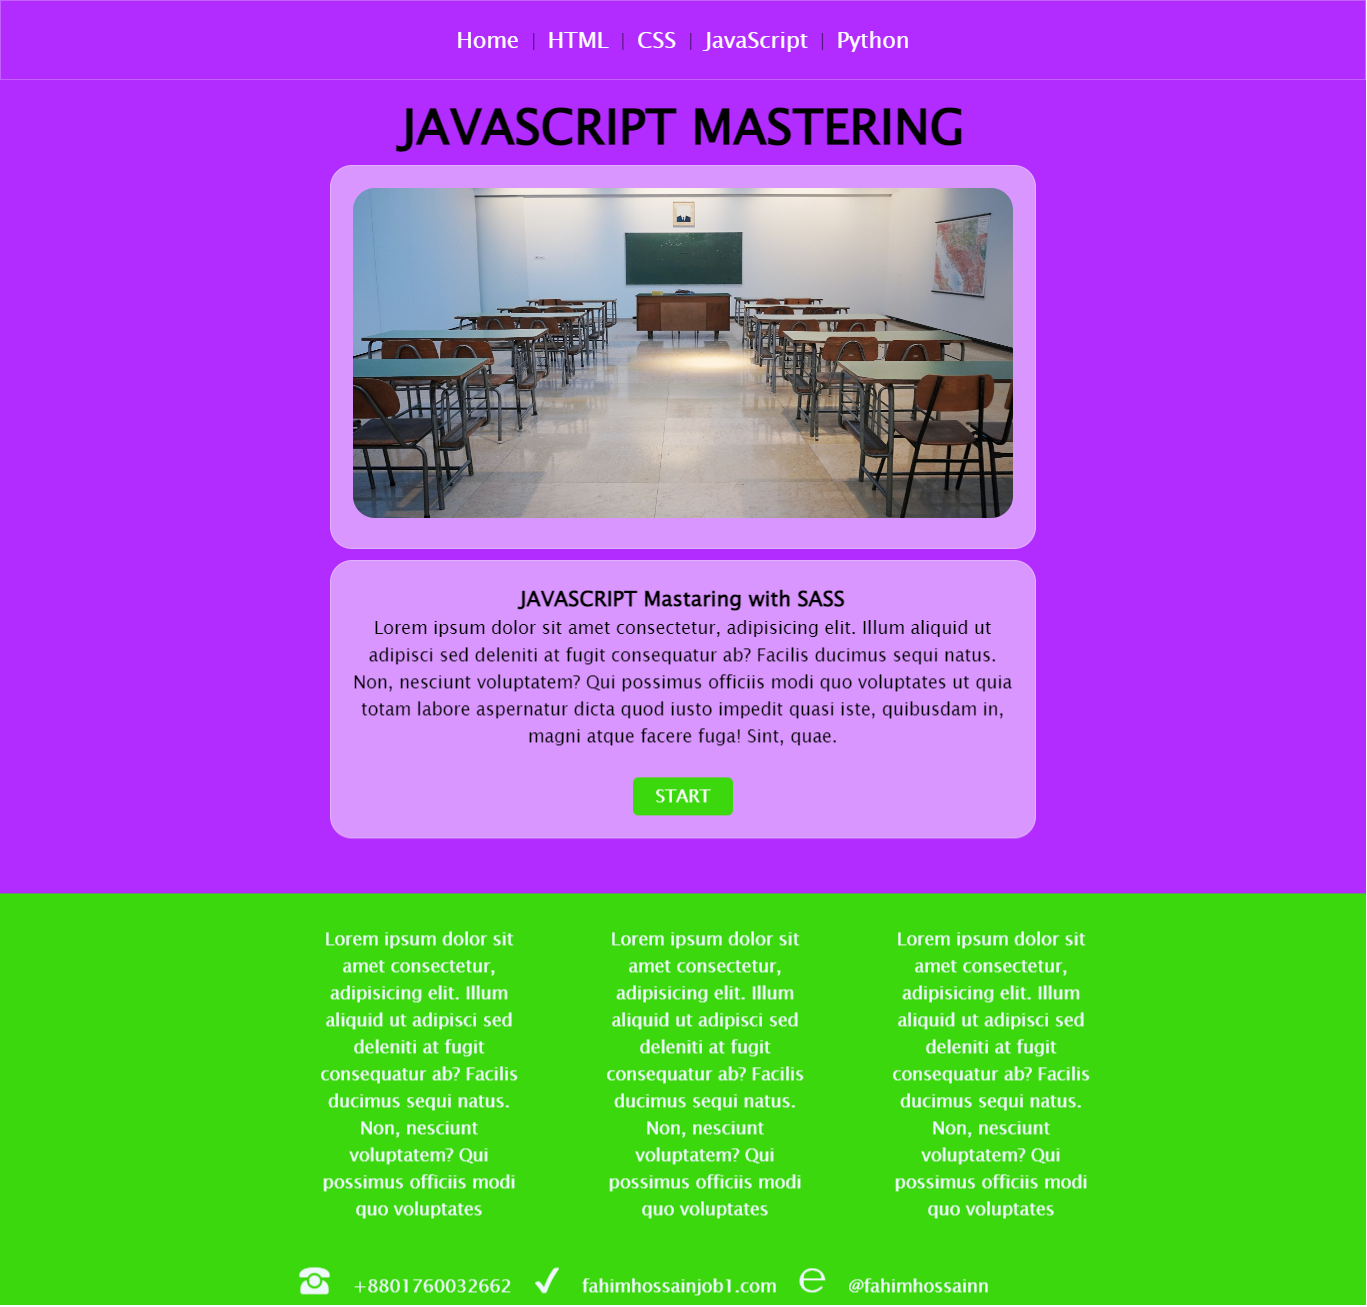 Home | HTML | CSS | JavaScript | Python
JAVASCRIPT MASTERING
JAVASCRIPT Mastaring with SASS
Lorem ipsum dolor sit amet consectetur, adipisicing elit. Illum aliquid ut
adipisci sed deleniti at fugit consequatur ab? Facilis ducimus sequi natus.
Non, nesciunt voluptatem? Qui possimus officiis modi quo voluptates ut quia
totam labore aspernatur dicta quod iusto impedit quasi iste, quibusdam in,
magni atque facere fuga! Sint, quae.
START
Lorem ipsum dolor sit
amet consectetur,
adipisicing elit. Illum
aliquid ut adipisci sed
deleniti at fugit
consequatur ab? Facilis
ducimus sequi natus.
Non, nesciunt
voluptatem? Qui
possimus officiis modi
quo voluptates
Lorem ipsum dolor sit
amet consectetur,
adipisicing elit. Illum
aliquid ut adipisci sed
deleniti at fugit
consequatur ab? Facilis
ducimus sequi natus.
Non, nesciunt
voluptatem? Qui
possimus officiis modi
quo voluptates
Lorem ipsum dolor sit
amet consectetur,
adipisicing elit. Illum
aliquid ut adipisci sed
deleniti at fugit
consequatur ab? Facilis
ducimus sequi natus.
Non, nesciunt
voluptatem? Qui
possimus officiis modi
quo voluptates
+8801760032662 fahimhossainjob1.com @fahimhossainn